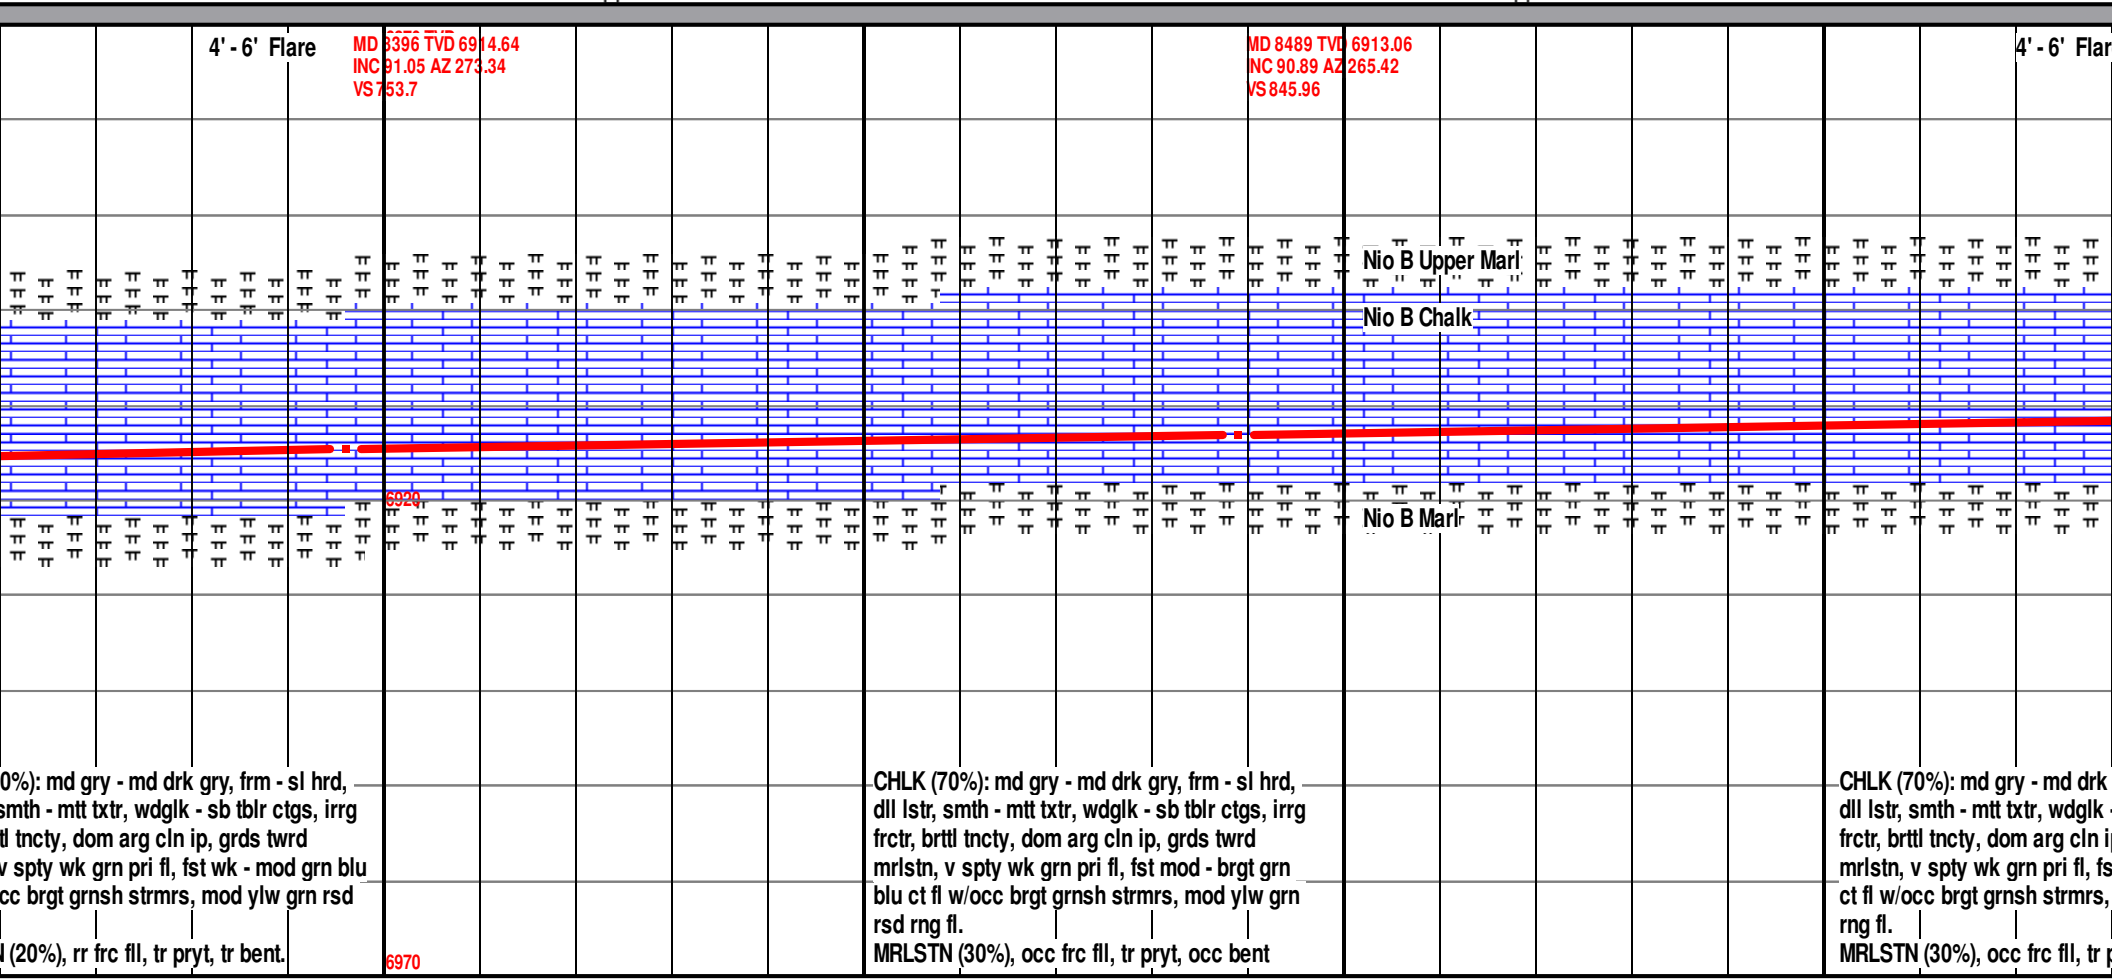 4' - 6' Flare
MD 8396 TVD 6914.64
INC 91.05 AZ 273.34
VS 753.7
MD 8489 TVD 6913.06
INC 90.89 AZ 265.42
VS 845.96
4' - 6' Flar
Nio B Upper Marl
Nio B Chalk
6920
Nio B Marl
0%): md gry - md drk gry, frm - sl hrd,
smth - mtt txtr, wdglk - sb tblr ctgs, irrg
tl tncty, dom arg cln ip, grds twrd
v spty wk grn pri fl, fst wk - mod grn blu
cc brgt grnsh strmrs, mod ylw grn rsd
(20%), rr frc fll, tr pryt, tr bent.
6970
CHLK (70%): md gry - md drk gry, frm - sl hrd,
dll lstr, smth - mtt txtr, wdglk - sb tblr ctgs, irrg
frctr, brttl tncty, dom arg cln ip, grds twrd
mrlstn, v spty wk grn pri fl, fst mod - brgt grn
blu ct fl w/occ brgt grnsh strmrs, mod ylw grn
rsd rng fl.
MRLSTN (30%), occ frc fll, tr pryt, occ bent
CHLK (70%): md gry - md drk
dll lstr, smth - mtt txtr, wdglk -
frctr, brttl tncty, dom arg cln ip
mrlstn, v spty wk grn pri fl, fs
ct fl w/occ brgt grnsh strmrs,
rng fl.
MRLSTN (30%), occ frc fll, tr p